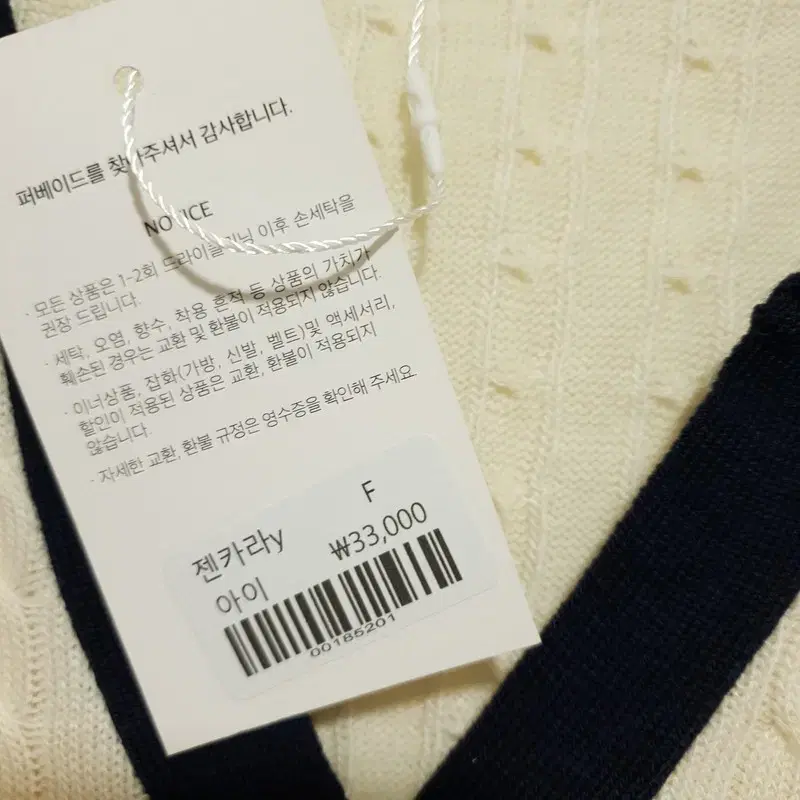 퍼베이드를 찾아주셔서 감사합니다.
NOTICE
· 모든 상품은 1-2회 드라이클리닝 이후 손세탁을
권장 드립니다.
· 세탁, 오염, 향수, 착용 흔적 등 상품의 가치가
훼손된 경우는 교환 및 환불이 적용되지 않습니다.
· 이너상품, 잡화(가방, 신발, 벨트)및 액세서리,
할인이 적용된 상품은 교환, 환불이 적용되지
않습니다.
· 자세한 교환, 환불 규정은 영수증을 확인해 주세요.
F
젠카라y ₩33,000
아이
00185201